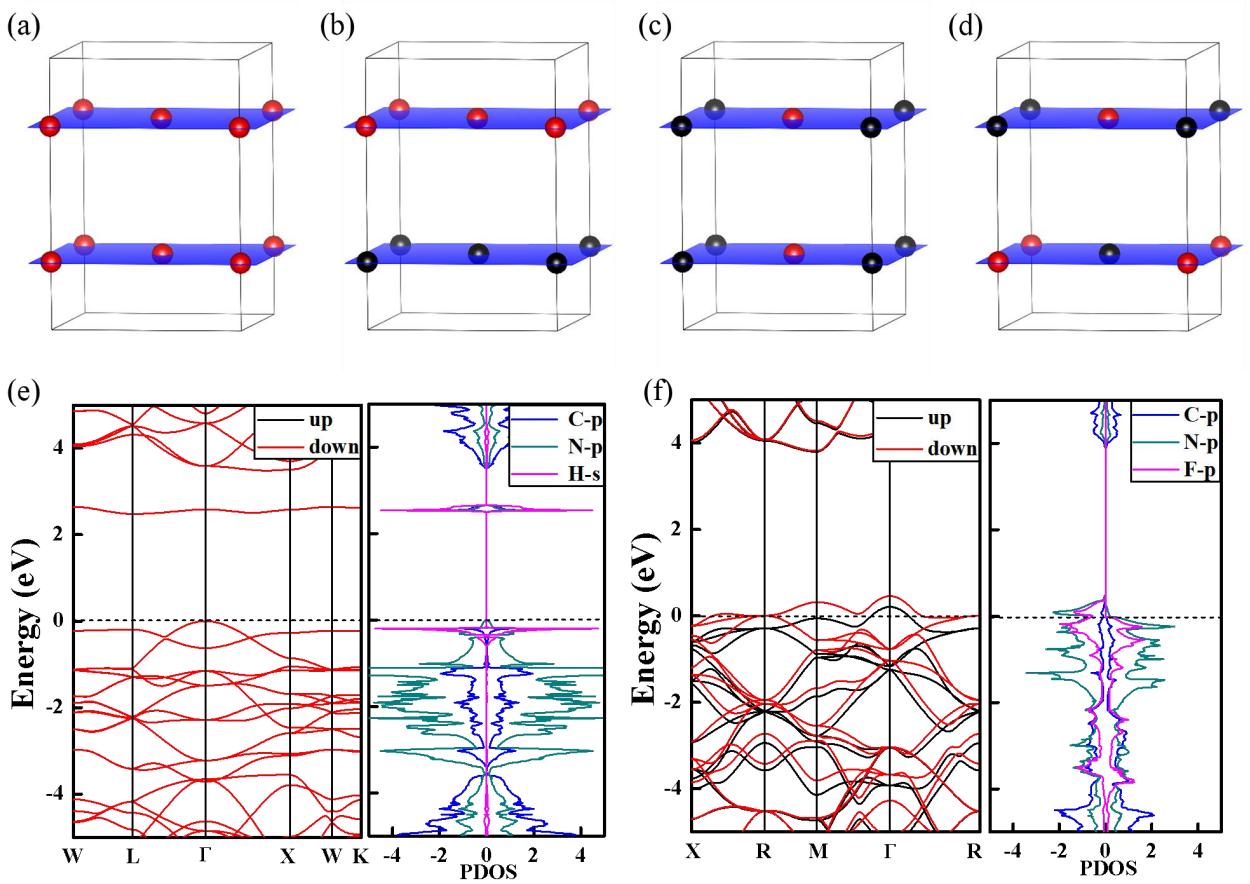 (a) (b) (c) (d)
(e)
up
down
C-p
N-p
H-s
4
2
0
-2
-4
Energy (eV)
W L Γ X W K
-4 -2 0 2 4
PDOS
(f)
up
down
C-p
N-p
F-p
4
2
0
-2
-4
Energy (eV)
X R M Γ R
-4 -2 0 2 4
PDOS